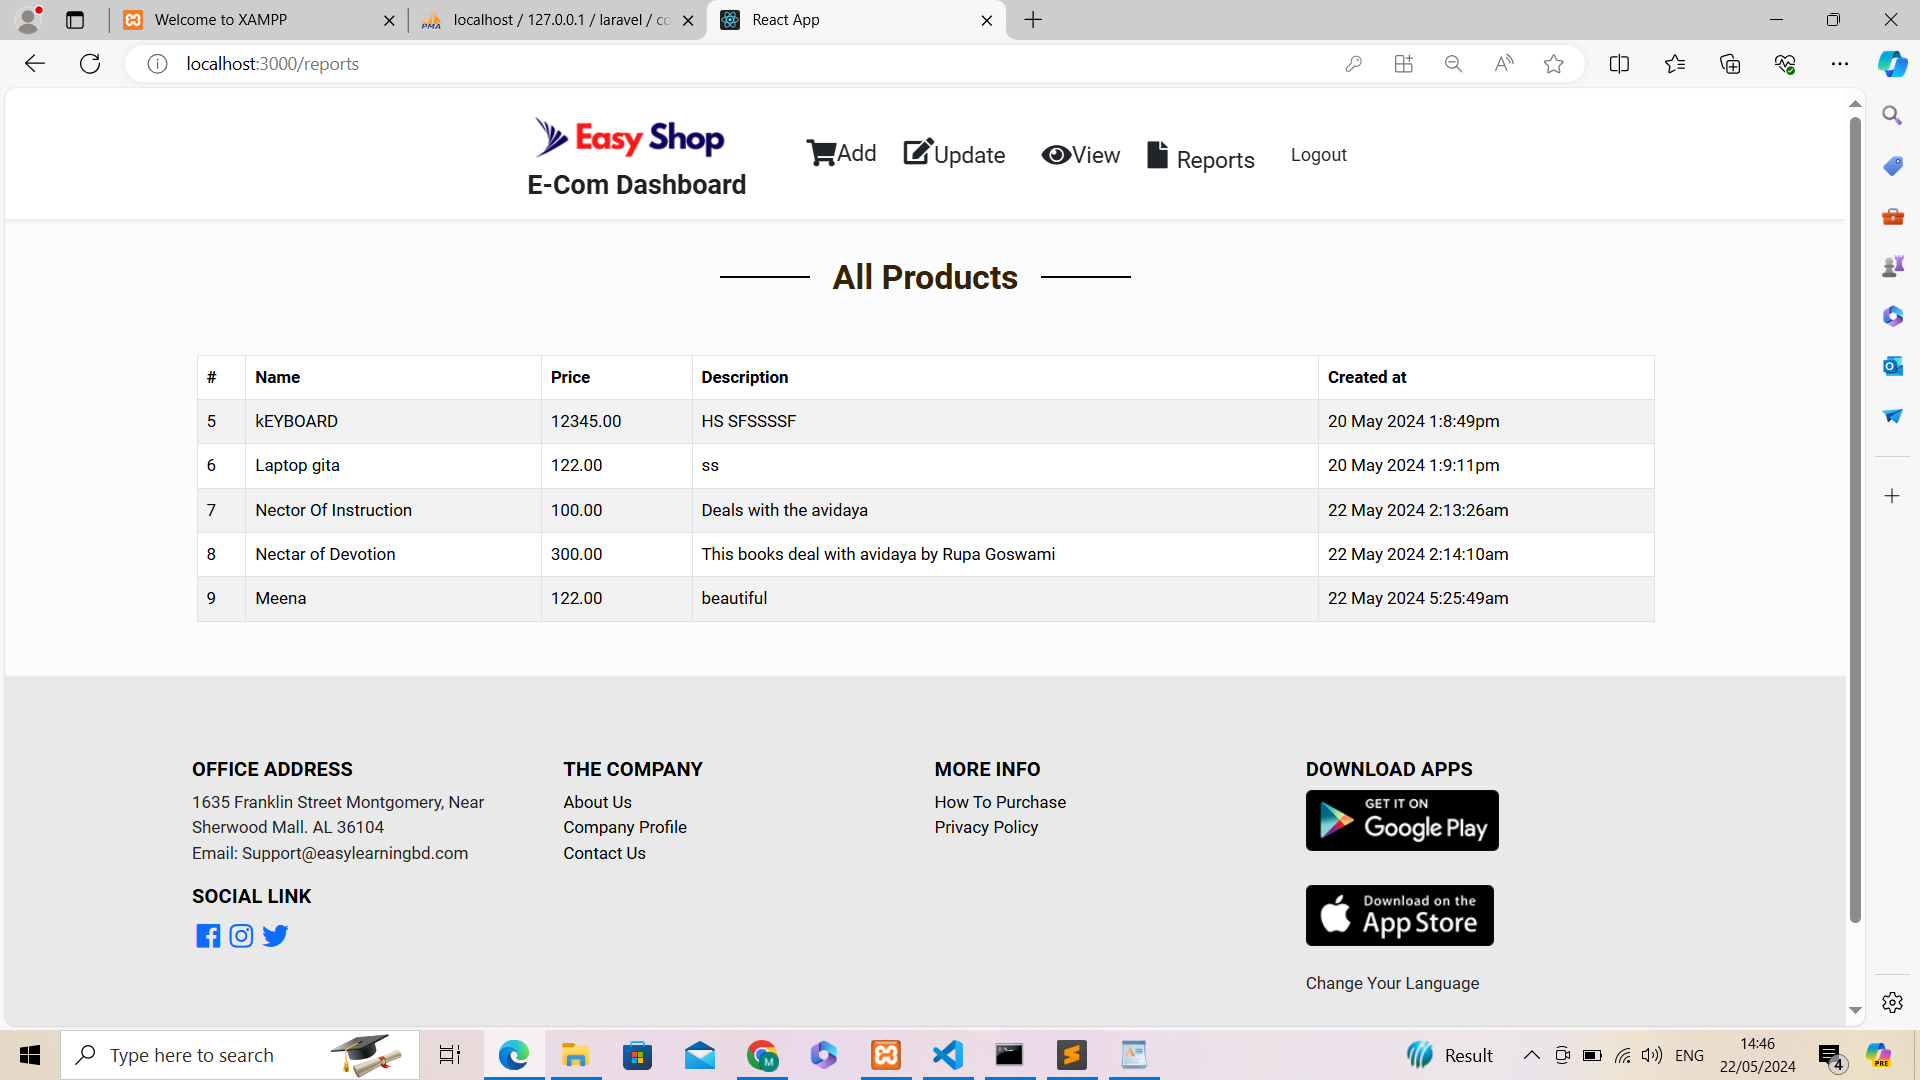 Welcome to XAMPP
localhost / 127.0.0.1 / laravel / co
React App
localhost:3000/reports
Easy Shop
E-Com Dashboard
Add
Update
View
Reports
Logout
All Products
# Name Price Description Created at
5 kEYBOARD 12345.00 HS SFSSSSF 20 May 2024 1:8:49pm
6 Laptop gita 122.00 ss 20 May 2024 1:9:11pm
7 Nector Of Instruction 100.00 Deals with the avidaya 22 May 2024 2:13:26am
8 Nectar of Devotion 300.00 This books deal with avidaya by Rupa Goswami 22 May 2024 2:14:10am
9 Meena 122.00 beautiful 22 May 2024 5:25:49am
OFFICE ADDRESS
1635 Franklin Street Montgomery, Near
Sherwood Mall. AL 36104
Email: Support@easylearningbd.com
SOCIAL LINK
THE COMPANY
About Us
Company Profile
Contact Us
MORE INFO
How To Purchase
Privacy Policy
DOWNLOAD APPS
GET IT ON
Google Play
Download on the
App Store
Change Your Language
Type here to search
Result
ENG
14:46
22/05/2024
4
PRE